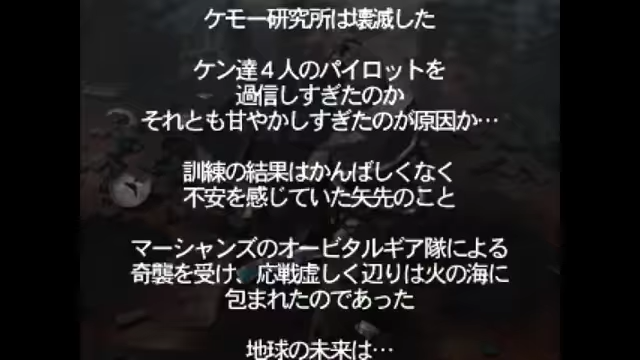 ケモー研究所は壊滅した
ケン達４人のパイロットを
過信しすぎたのか
それとも甘やかしすぎたのが原因か…
訓練の結果はかんばしくなく
不安を感じていた矢先のこと
マーシャンズのオービタルギア隊による
奇襲を受け、応戦虚しく辺りは火の海に
包まれたのであった
地球の未来は…